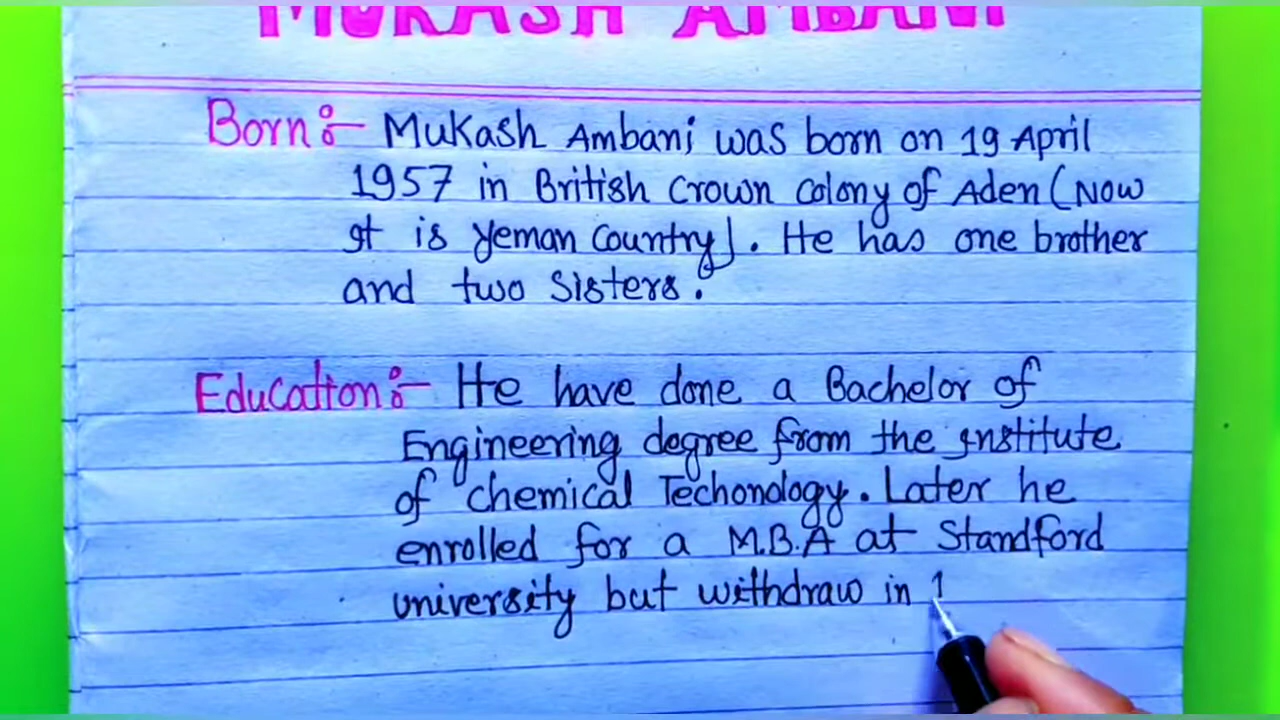 MUKASH AMBANI
Born:- Mukash Ambani was born on 19 April
1957 in British Crown Colony of Aden (Now
It is Yeman Country). He has one brother
and two Sisters.
Education:- He have done a Bachelor of
Engineering degree from the Institute
of chemical Techonology. Later he
enrolled for a M.B.A at Standford
university but withdraw in 1